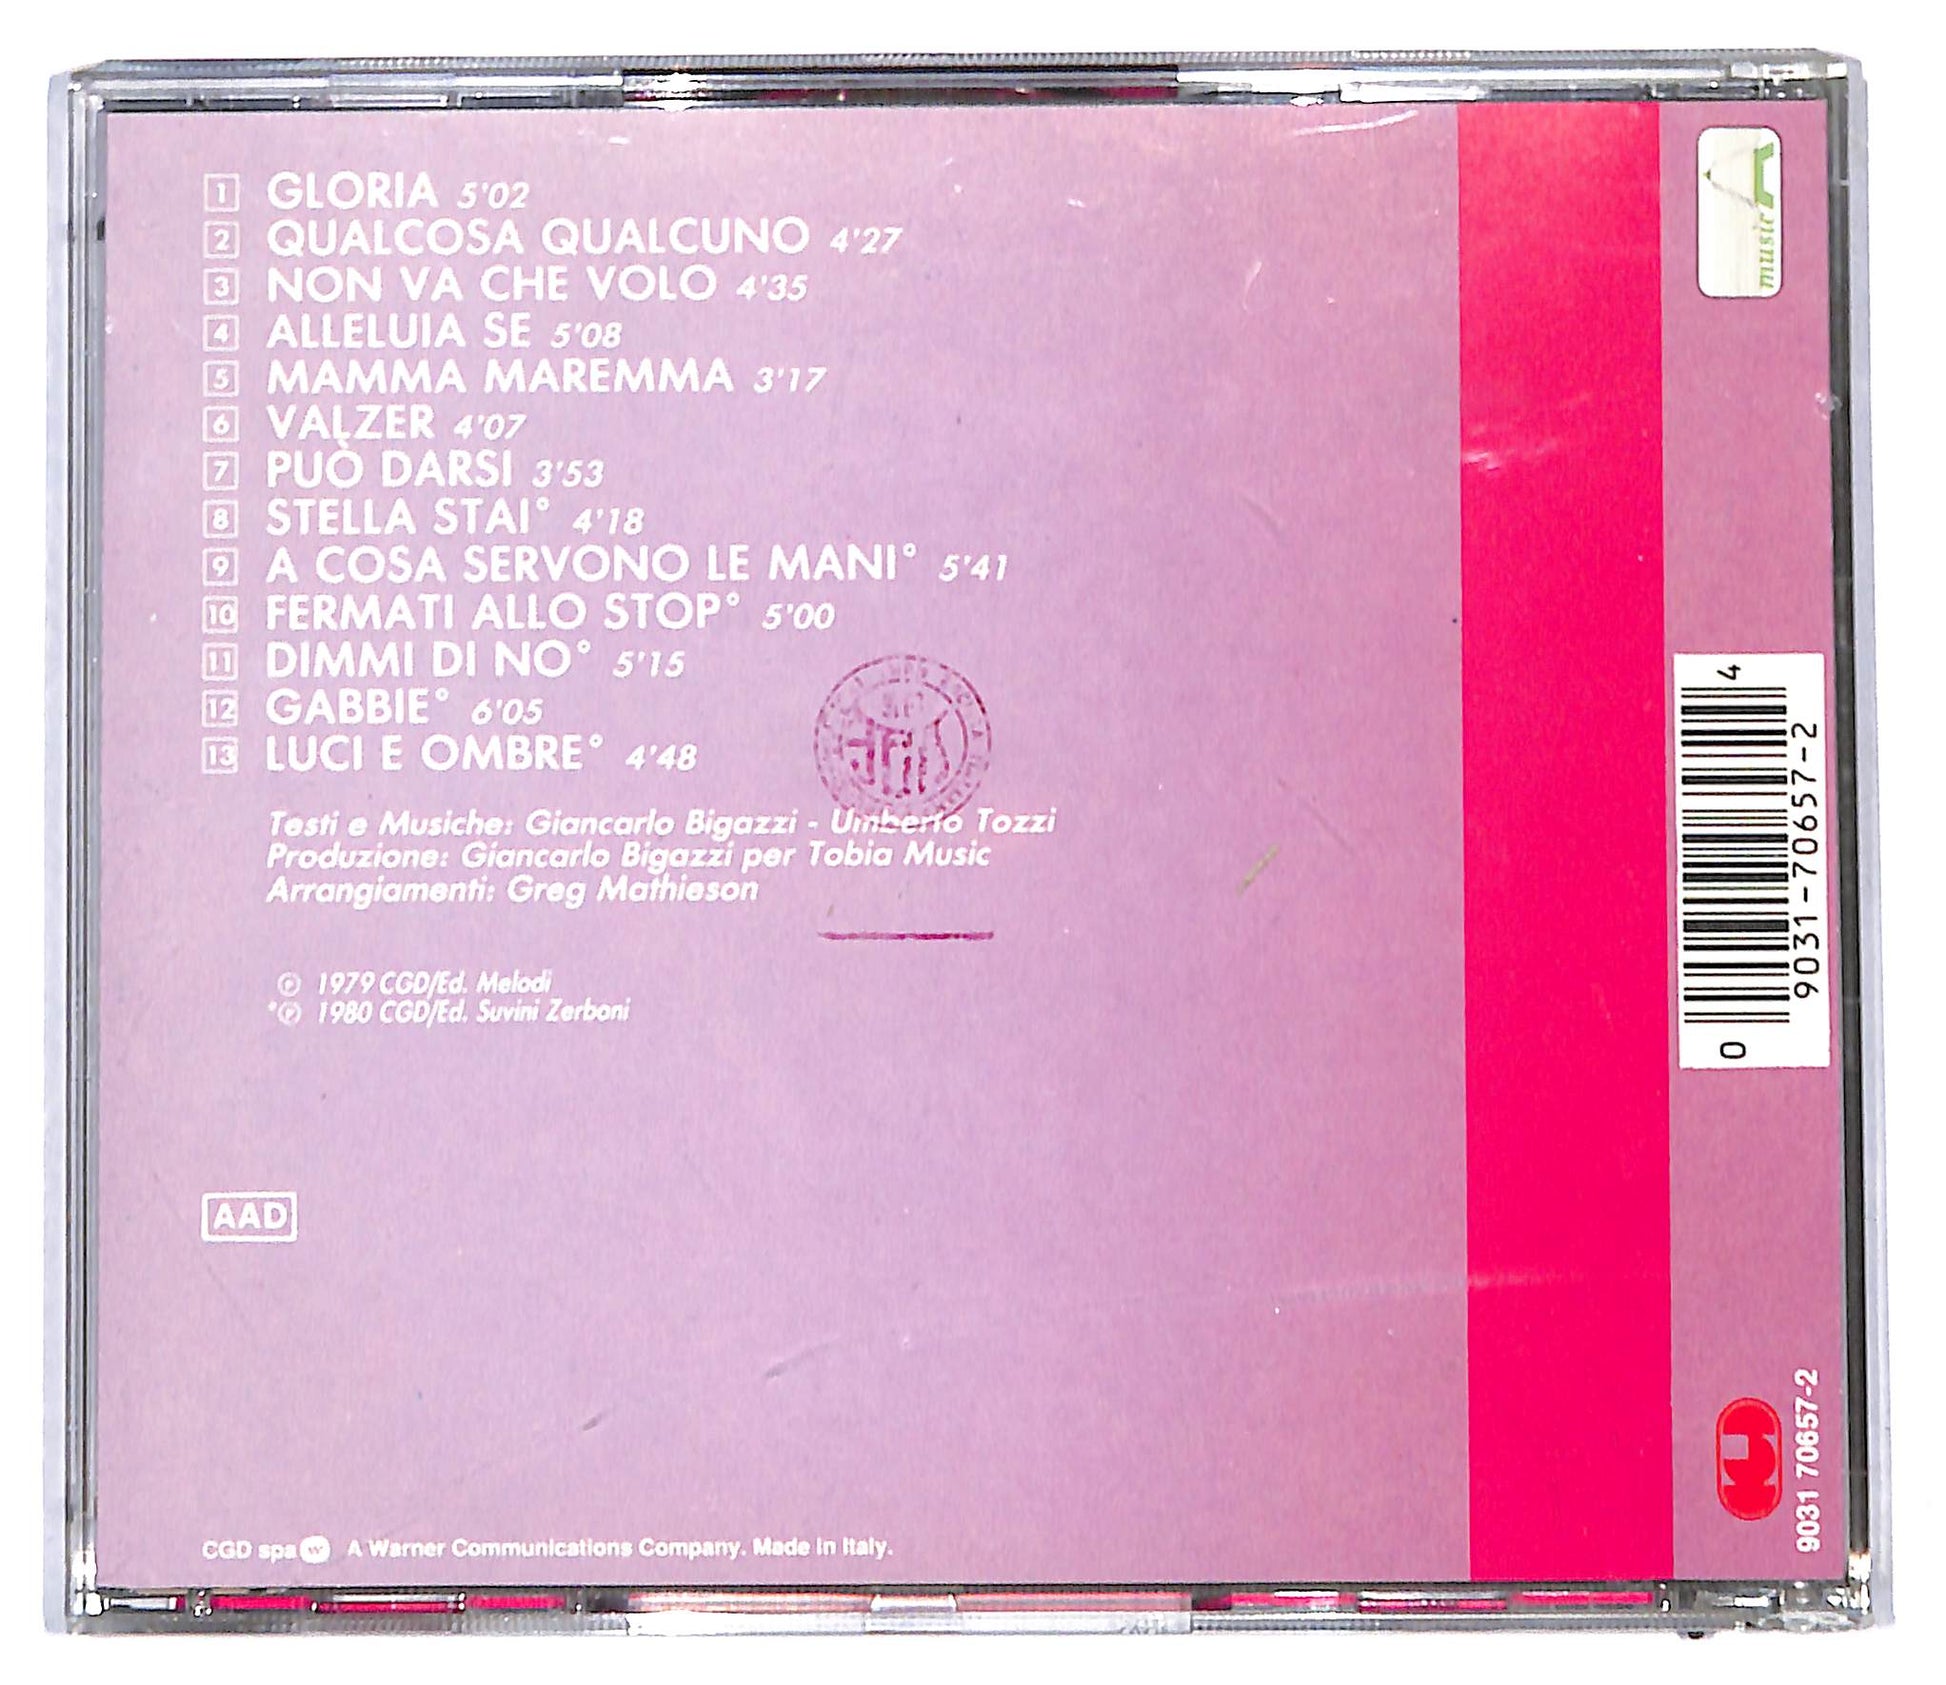 1 GLORIA 5'02
2 QUALCOSA QUALCUNO 4'27
3 NON VA CHE VOLO 4'35
4 ALLELUIA SE 5'08
5 MAMMA MAREMMA 3'17
6 VALZER 4'07
7 PUÒ DARSI 3'53
8 STELLA STAI° 4'18
9 A COSA SERVONO LE MANI° 5'41
10 FERMATI ALLO STOP° 5'00
11 DIMMI DI NO° 5'15
12 GABBIE° 6'05
13 LUCI E OMBRE° 4'48
Testi e Musiche: Giancarlo Bigazzi - Umberto Tozzi
Produzione: Giancarlo Bigazzi per Tobia Music
Arrangiamenti: Greg Mathieson
℗ 1979 CGD/Ed. Melodi
°℗ 1980 CGD/Ed. Suvini Zerboni
AAD
CGD spa A Warner Communications Company. Made in Italy.
music A
0 9031-70657-2 4
9031 70657-2